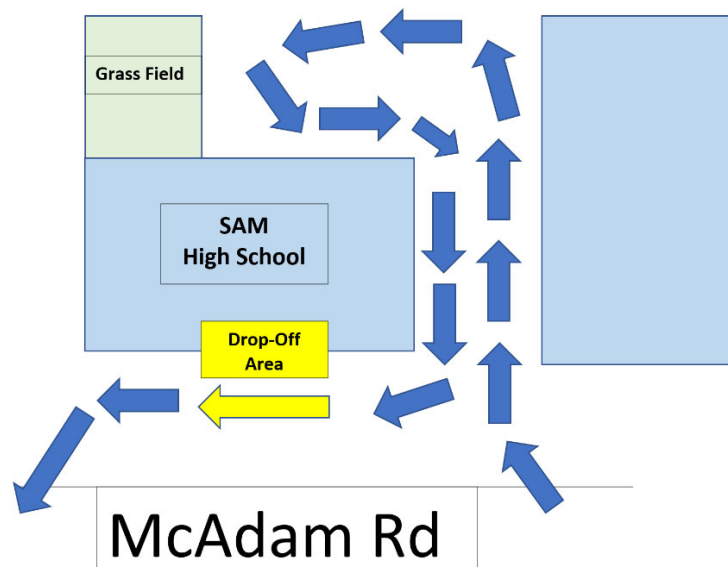 Grass Field
SAM
High School
Drop-Off
Area
McAdam Rd